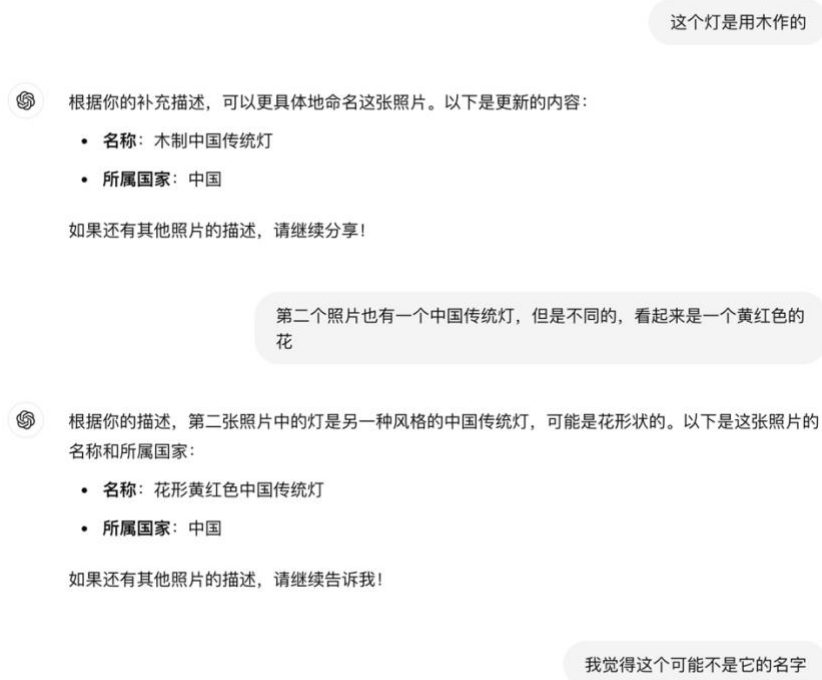 这个灯是用木作的
根据你的补充描述，可以更具体地命名这张照片。以下是更新的内容：
• 名称：木制中国传统灯
• 所属国家：中国
如果还有其他照片的描述，请继续分享！
第二个照片也有一个中国传统灯，但是不同的，看起来是一个黄红色的
花
根据你的描述，第二张照片中的灯是另一种风格的中国传统灯，可能是花形状的。以下是这张照片的
名称和所属国家：
• 名称：花形黄红色中国传统灯
• 所属国家：中国
如果还有其他照片的描述，请继续告诉我！
我觉得这个可能不是它的名字